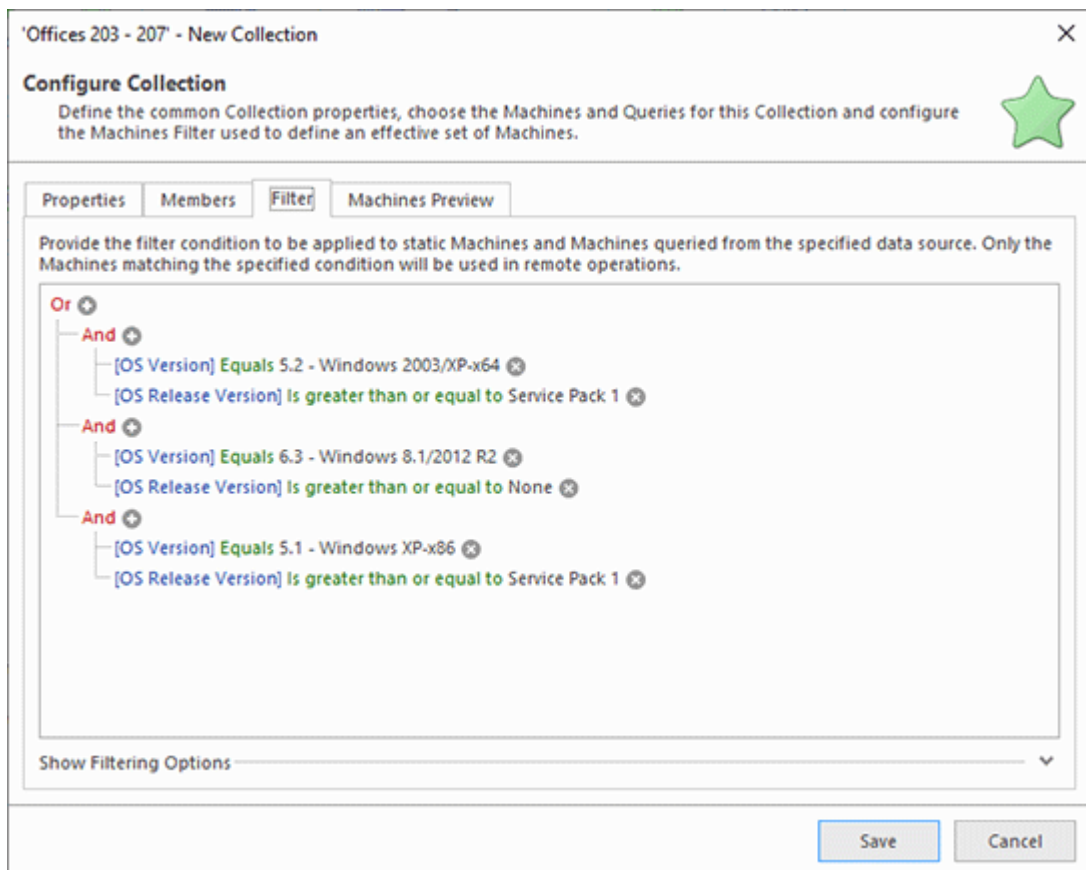 'Offices 203 - 207' - New Collection
Configure Collection
Define the common Collection properties, choose the Machines and Queries for this Collection and configure
the Machines Filter used to define an effective set of Machines.
Properties Members Filter Machines Preview
Provide the filter condition to be applied to static Machines and Machines queried from the specified data source. Only the
Machines matching the specified condition will be used in remote operations.
Or
And
[OS Version] Equals 5.2 - Windows 2003/XP-x64
[OS Release Version] Is greater than or equal to Service Pack 1
And
[OS Version] Equals 6.3 - Windows 8.1/2012 R2
[OS Release Version] Is greater than or equal to None
And
[OS Version] Equals 5.1 - Windows XP-x86
[OS Release Version] Is greater than or equal to Service Pack 1
Show Filtering Options
Save Cancel